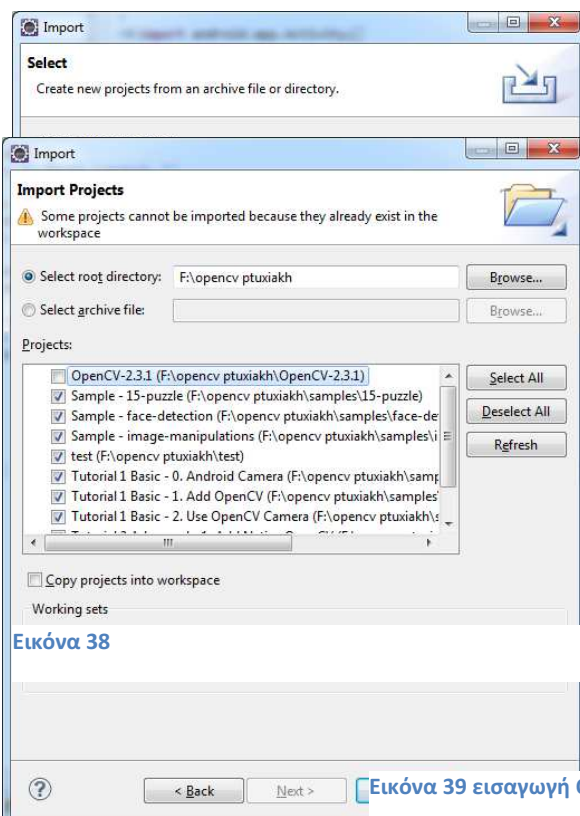 Import
Select
Create new projects from an archive file or directory.
Import
Import Projects
Some projects cannot be imported because they already exist in the
workspace
Select root directory: F:\opencv ptuxiakh Browse...
Select archive file: Browse...
Projects:
OpenCV-2.3.1 (F:\opencv ptuxiakh\OpenCV-2.3.1)
Sample - 15-puzzle (F:\opencv ptuxiakh\samples\15-puzzle)
Sample - face-detection (F:\opencv ptuxiakh\samples\face-de
Sample - image-manipulations (F:\opencv ptuxiakh\samples\i
test (F:\opencv ptuxiakh\test)
Tutorial 1 Basic - 0. Android Camera (F:\opencv ptuxiakh\samp
Tutorial 1 Basic - 1. Add OpenCV (F:\opencv ptuxiakh\samples
Tutorial 1 Basic - 2. Use OpenCV Camera (F:\opencv ptuxiakh\s
Select All
Deselect All
Refresh
Copy projects into workspace
Working sets
Εικόνα 38
< Back Next >
Εικόνα 39 εισαγωγή